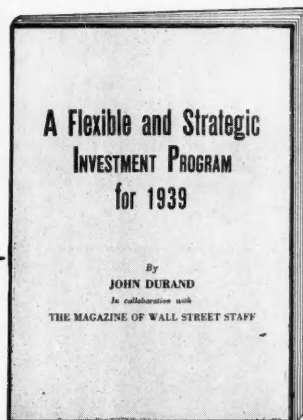 A Flexible and Strategic
INVESTMENT PROGRAM
for 1939
By
JOHN DURAND
In collaboration with
THE MAGAZINE OF WALL STREET STAFF